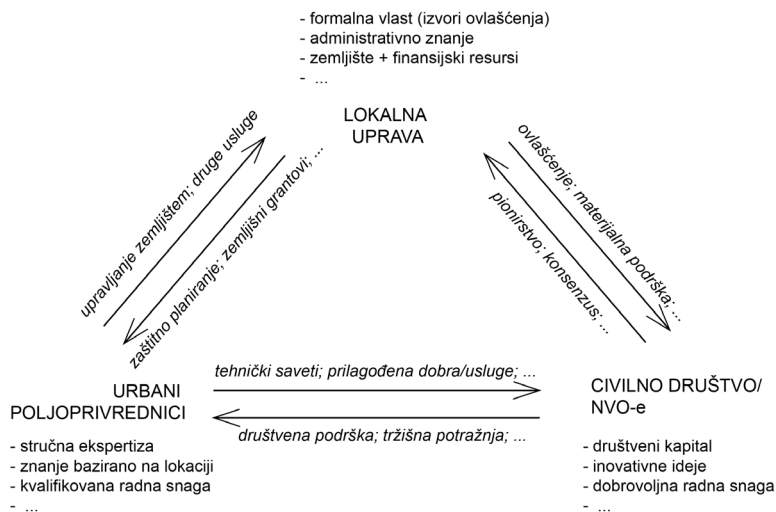 - formalna vlast (izvori ovlašćenja)
- administrativno znanje
- zemljište + finansijski resursi
- ...
LOKALNA
UPRAVA
upravljanje zemljištem; druge usluge
zaštitno planiranje; zemljišni grantovi; ...
ovlašćenje; materijalna podrška; ...
pionirstvo; konsenzus; ...
tehnički saveti; prilagođena dobra/usluge; ...
društvena podrška; tržišna potražnja; ...
URBANI
POLJOPRIVREDNICI
- stručna ekspertiza
- znanje bazirano na lokaciji
- kvalifikovana radna snaga
- ...
CIVILNO DRUŠTVO/
NVO-e
- društveni kapital
- inovativne ideje
- dobrovoljna radna snaga
- ...